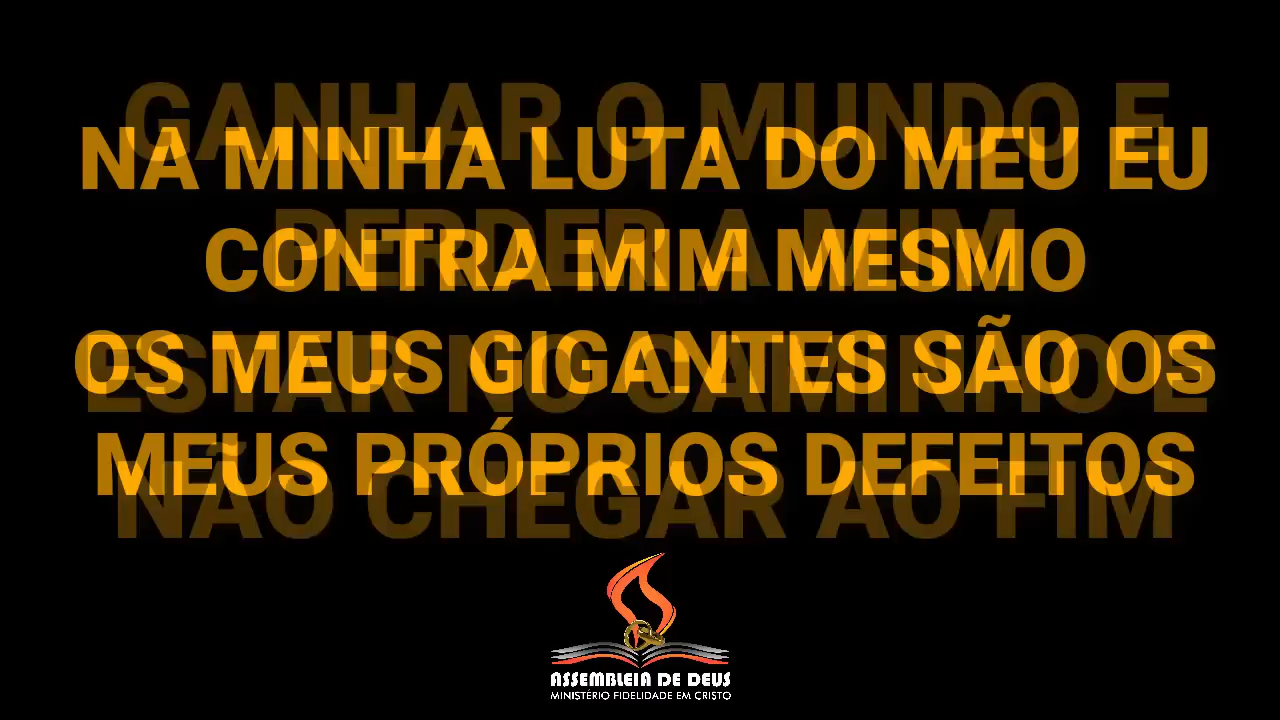 GANHAR O MUNDO E
NA MINHA LUTA DO MEU EU
PERDER A MIM
CONTRA MIM MESMO
ESTAR NO CAMINHO E
OS MEUS GIGANTES SÃO OS
NÃO CHEGAR AO FIM
MEUS PRÓPRIOS DEFEITOS
ASSEMBLEIA DE DEUS
MINISTÉRIO FIDELIDADE EM CRISTO